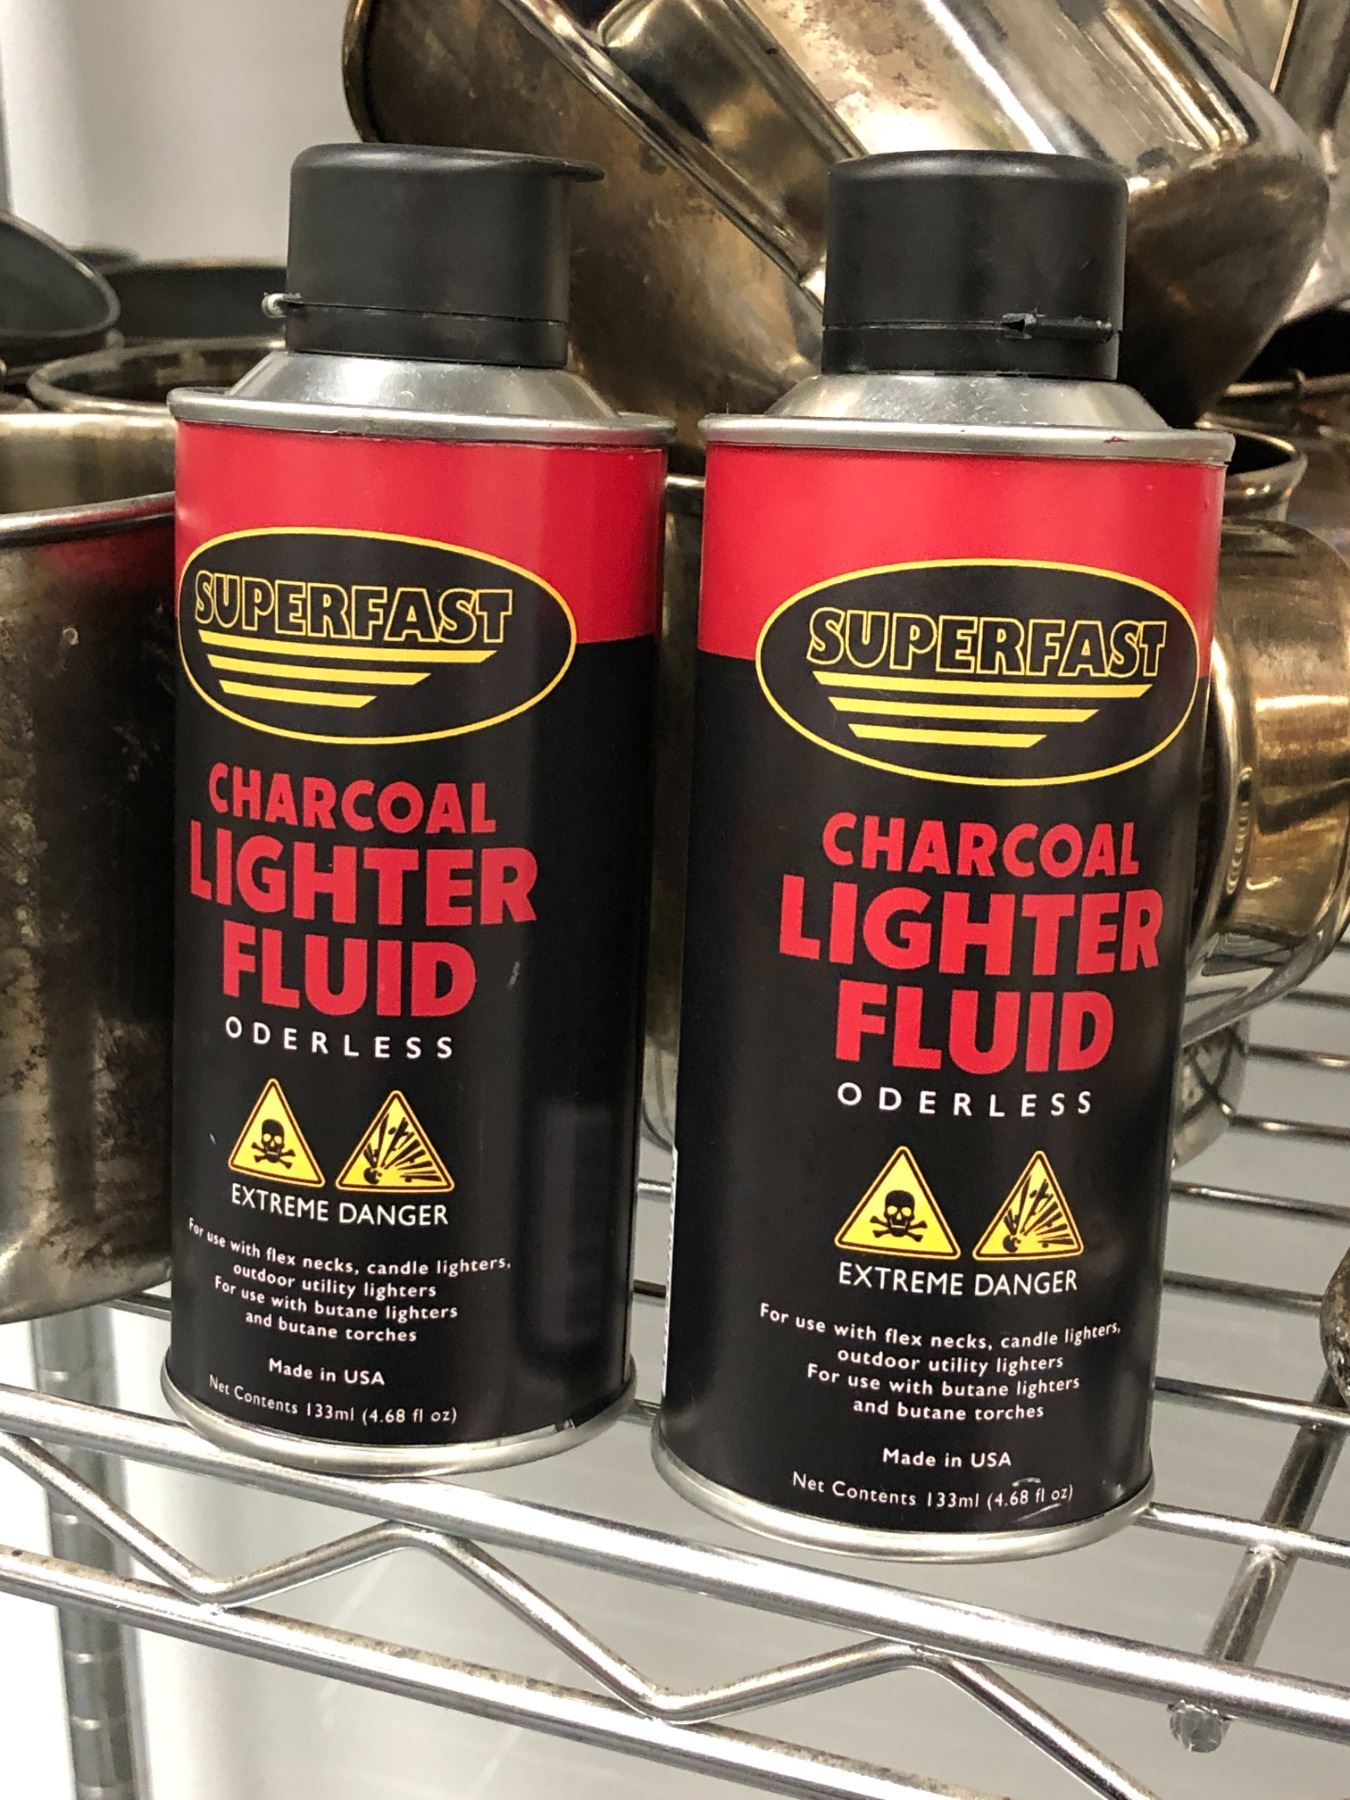 SUPERFAST
CHARCOAL
LIGHTER
FLUID
ODERLESS
EXTREME DANGER
For use with flex necks, candle lighters,
outdoor utility lighters
For use with butane lighters
and butane torches
Made in USA
Net Contents 133ml (4.68 fl oz)
SUPERFAST
CHARCOAL
LIGHTER
FLUID
ODERLESS
EXTREME DANGER
For use with flex necks, candle lighters,
outdoor utility lighters
For use with butane lighters
and butane torches
Made in USA
Net Contents 133ml (4.68 fl oz)